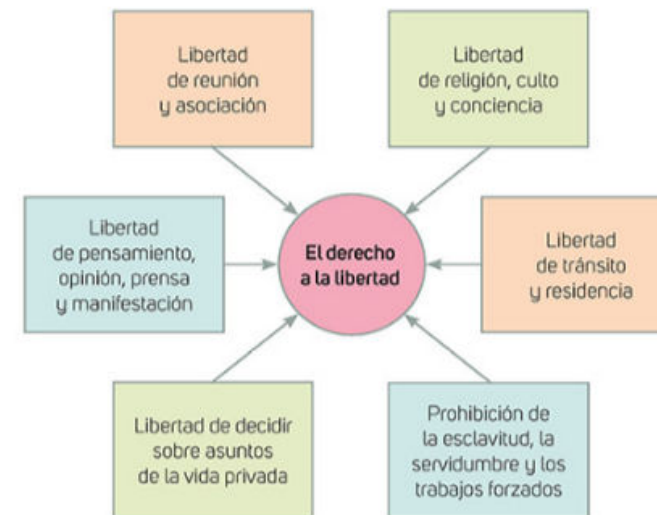 Libertad
de reunión
y asociación
Libertad
de religión, culto
y conciencia
Libertad
de pensamiento,
opinión, prensa
y manifestación
El derecho
a la libertad
Libertad
de tránsito
y residencia
Libertad de decidir
sobre asuntos
de la vida privada
Prohibición de
la esclavitud, la
servidumbre y los
trabajos forzados